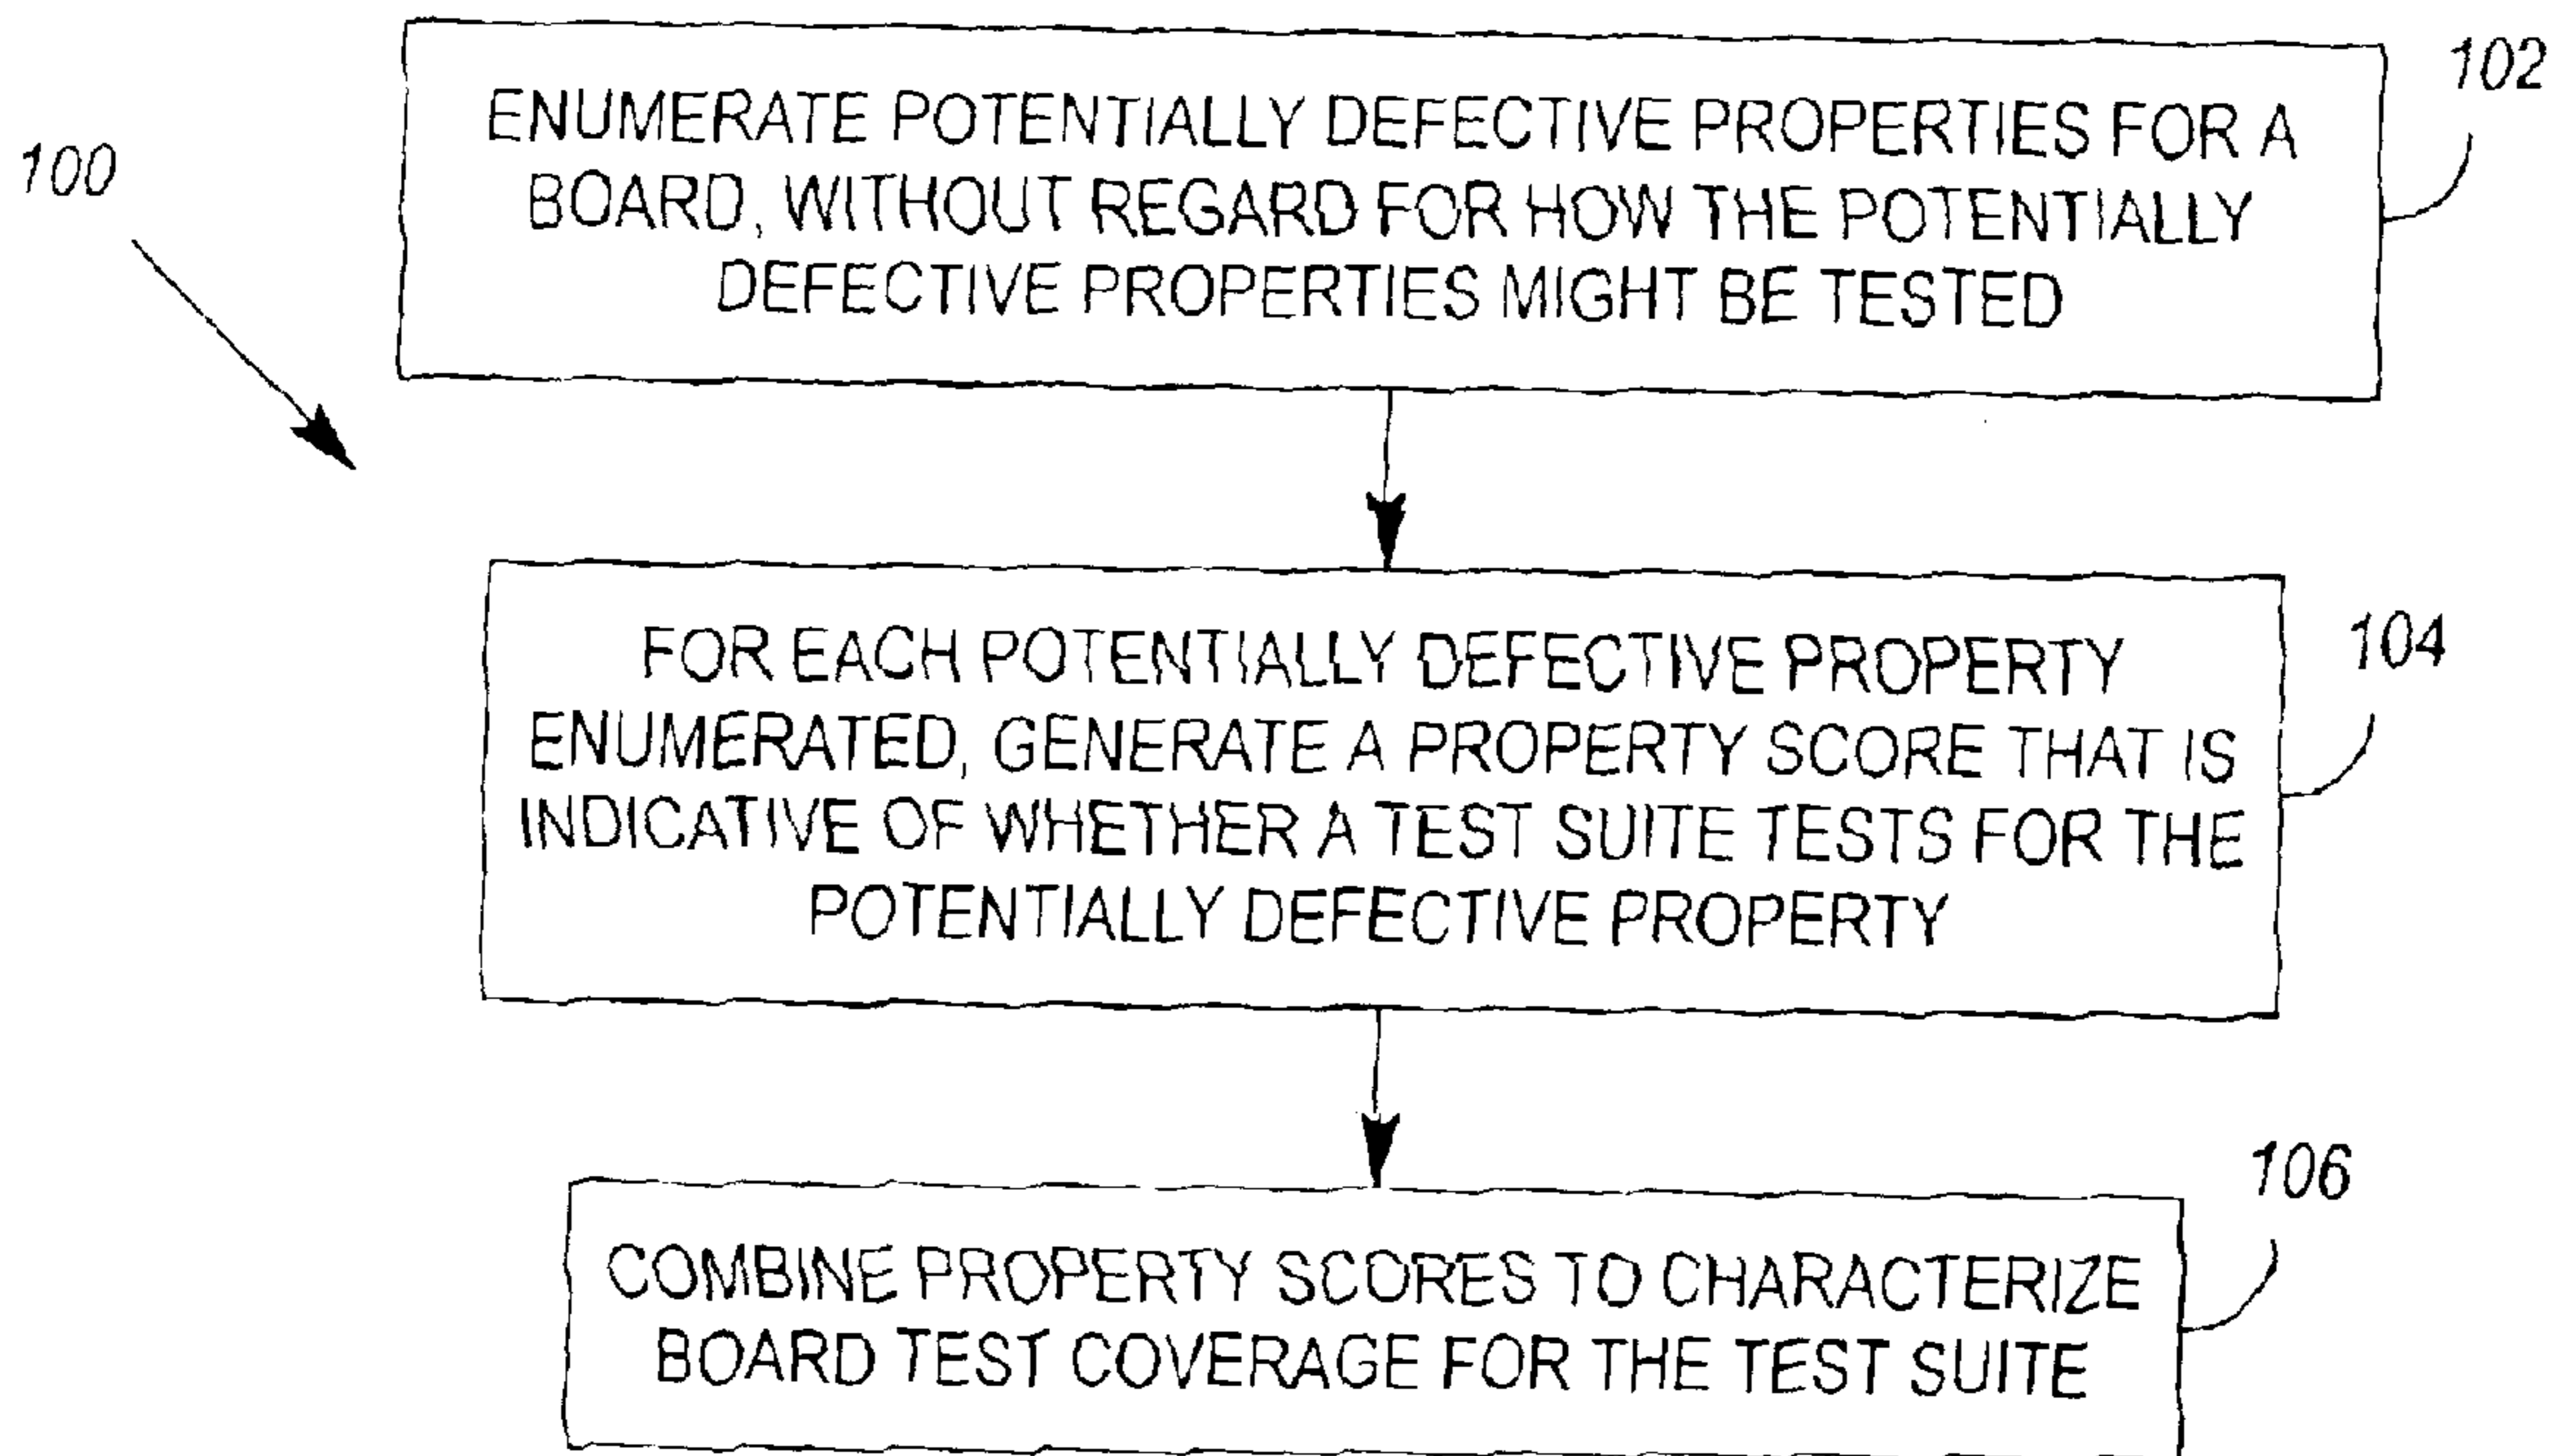 100
102
ENUMERATE POTENTIALLY DEFECTIVE PROPERTIES FOR A
BOARD, WITHOUT REGARD FOR HOW THE POTENTIALLY
DEFECTIVE PROPERTIES MIGHT BE TESTED
104
FOR EACH POTENTIALLY DEFECTIVE PROPERTY
ENUMERATED, GENERATE A PROPERTY SCORE THAT IS
INDICATIVE OF WHETHER A TEST SUITE TESTS FOR THE
POTENTIALLY DEFECTIVE PROPERTY
106
COMBINE PROPERTY SCORES TO CHARACTERIZE
BOARD TEST COVERAGE FOR THE TEST SUITE